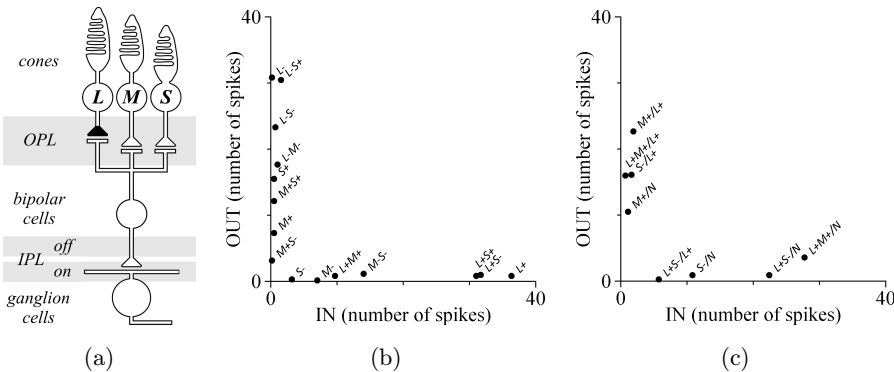 cones
L M S
OPL
bipolar
cells
off
IPL
on
ganglion
cells
(a)
40
OUT (number of spikes)
L-
L-S+
L-S-
L-M-
S+
M+S+
M+
M+S-
S-
M-
L+M+
M-S-
L+S+
L+S-
L+
0
0 40
IN (number of spikes)
(b)
40
OUT (number of spikes)
M+/L+
L+M+/L+
S-/L+
M+/N
L+S-/L+
S-/N
L+S-/N
L+M+/N
0
0 40
IN (number of spikes)
(c)